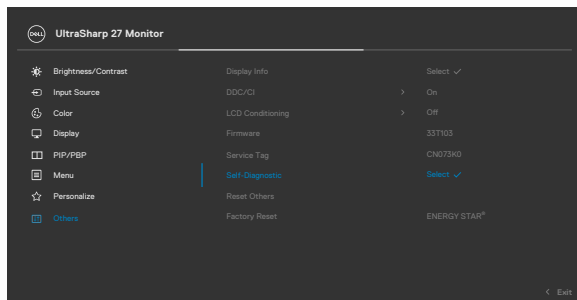 DELL UltraSharp 27 Monitor
Brightness/Contrast Display Info Select ✓
Input Source DDC/CI > On
Color LCD Conditioning > Off
Display Firmware 33T103
PIP/PBP Service Tag CN073K0
Menu Self-Diagnostic Select ✓
Personalize Reset Others
Others Factory Reset ENERGY STAR®
< Exit